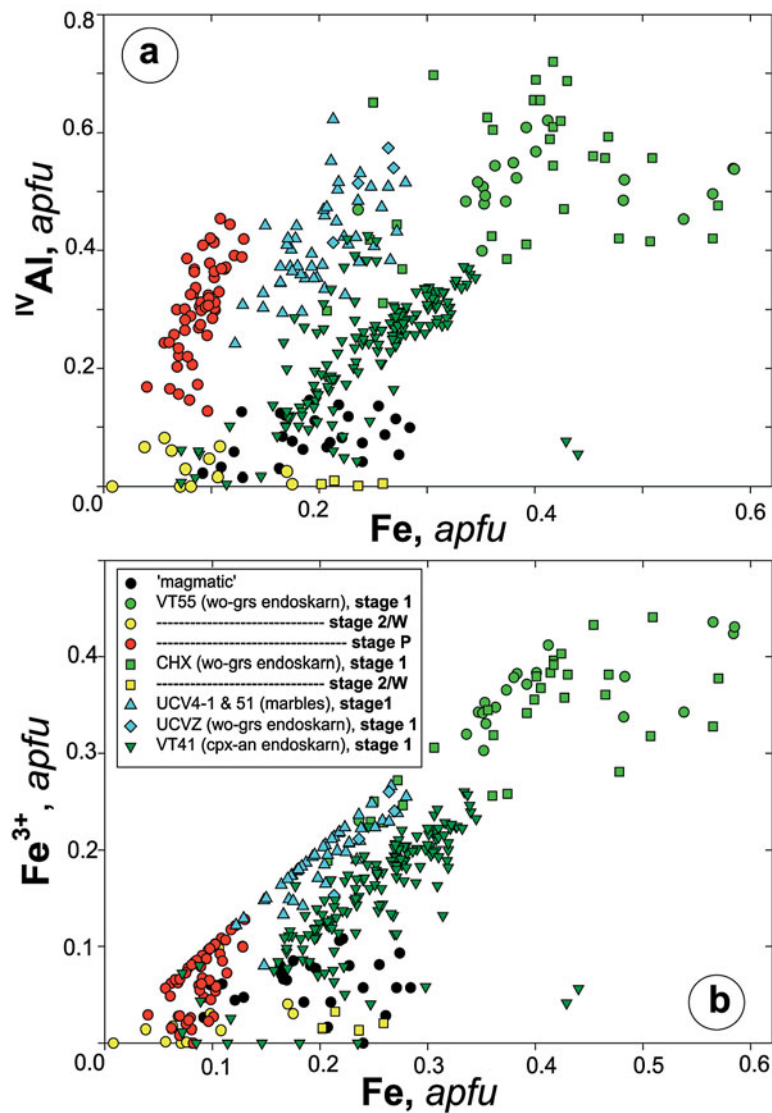 a
0.8
0.6
0.4
0.2
IVAl, apfu
0.0
0.2
0.4
0.6
Fe, apfu
'magmatic'
VT55 (wo-grs endoskarn), stage 1
------------------------------- stage 2/W
----------------------------------- stage P
CHX (wo-grs endoskarn), stage 1
------------------------------- stage 2/W
UCV4-1 & 51 (marbles), stage1
UCVZ (wo-grs endoskarn), stage 1
VT41 (cpx-an endoskarn), stage 1
0.4
0.3
0.2
0.1
Fe3+, apfu
b
0.0
0.1
0.2
0.3
0.4
0.5
0.6
Fe, apfu